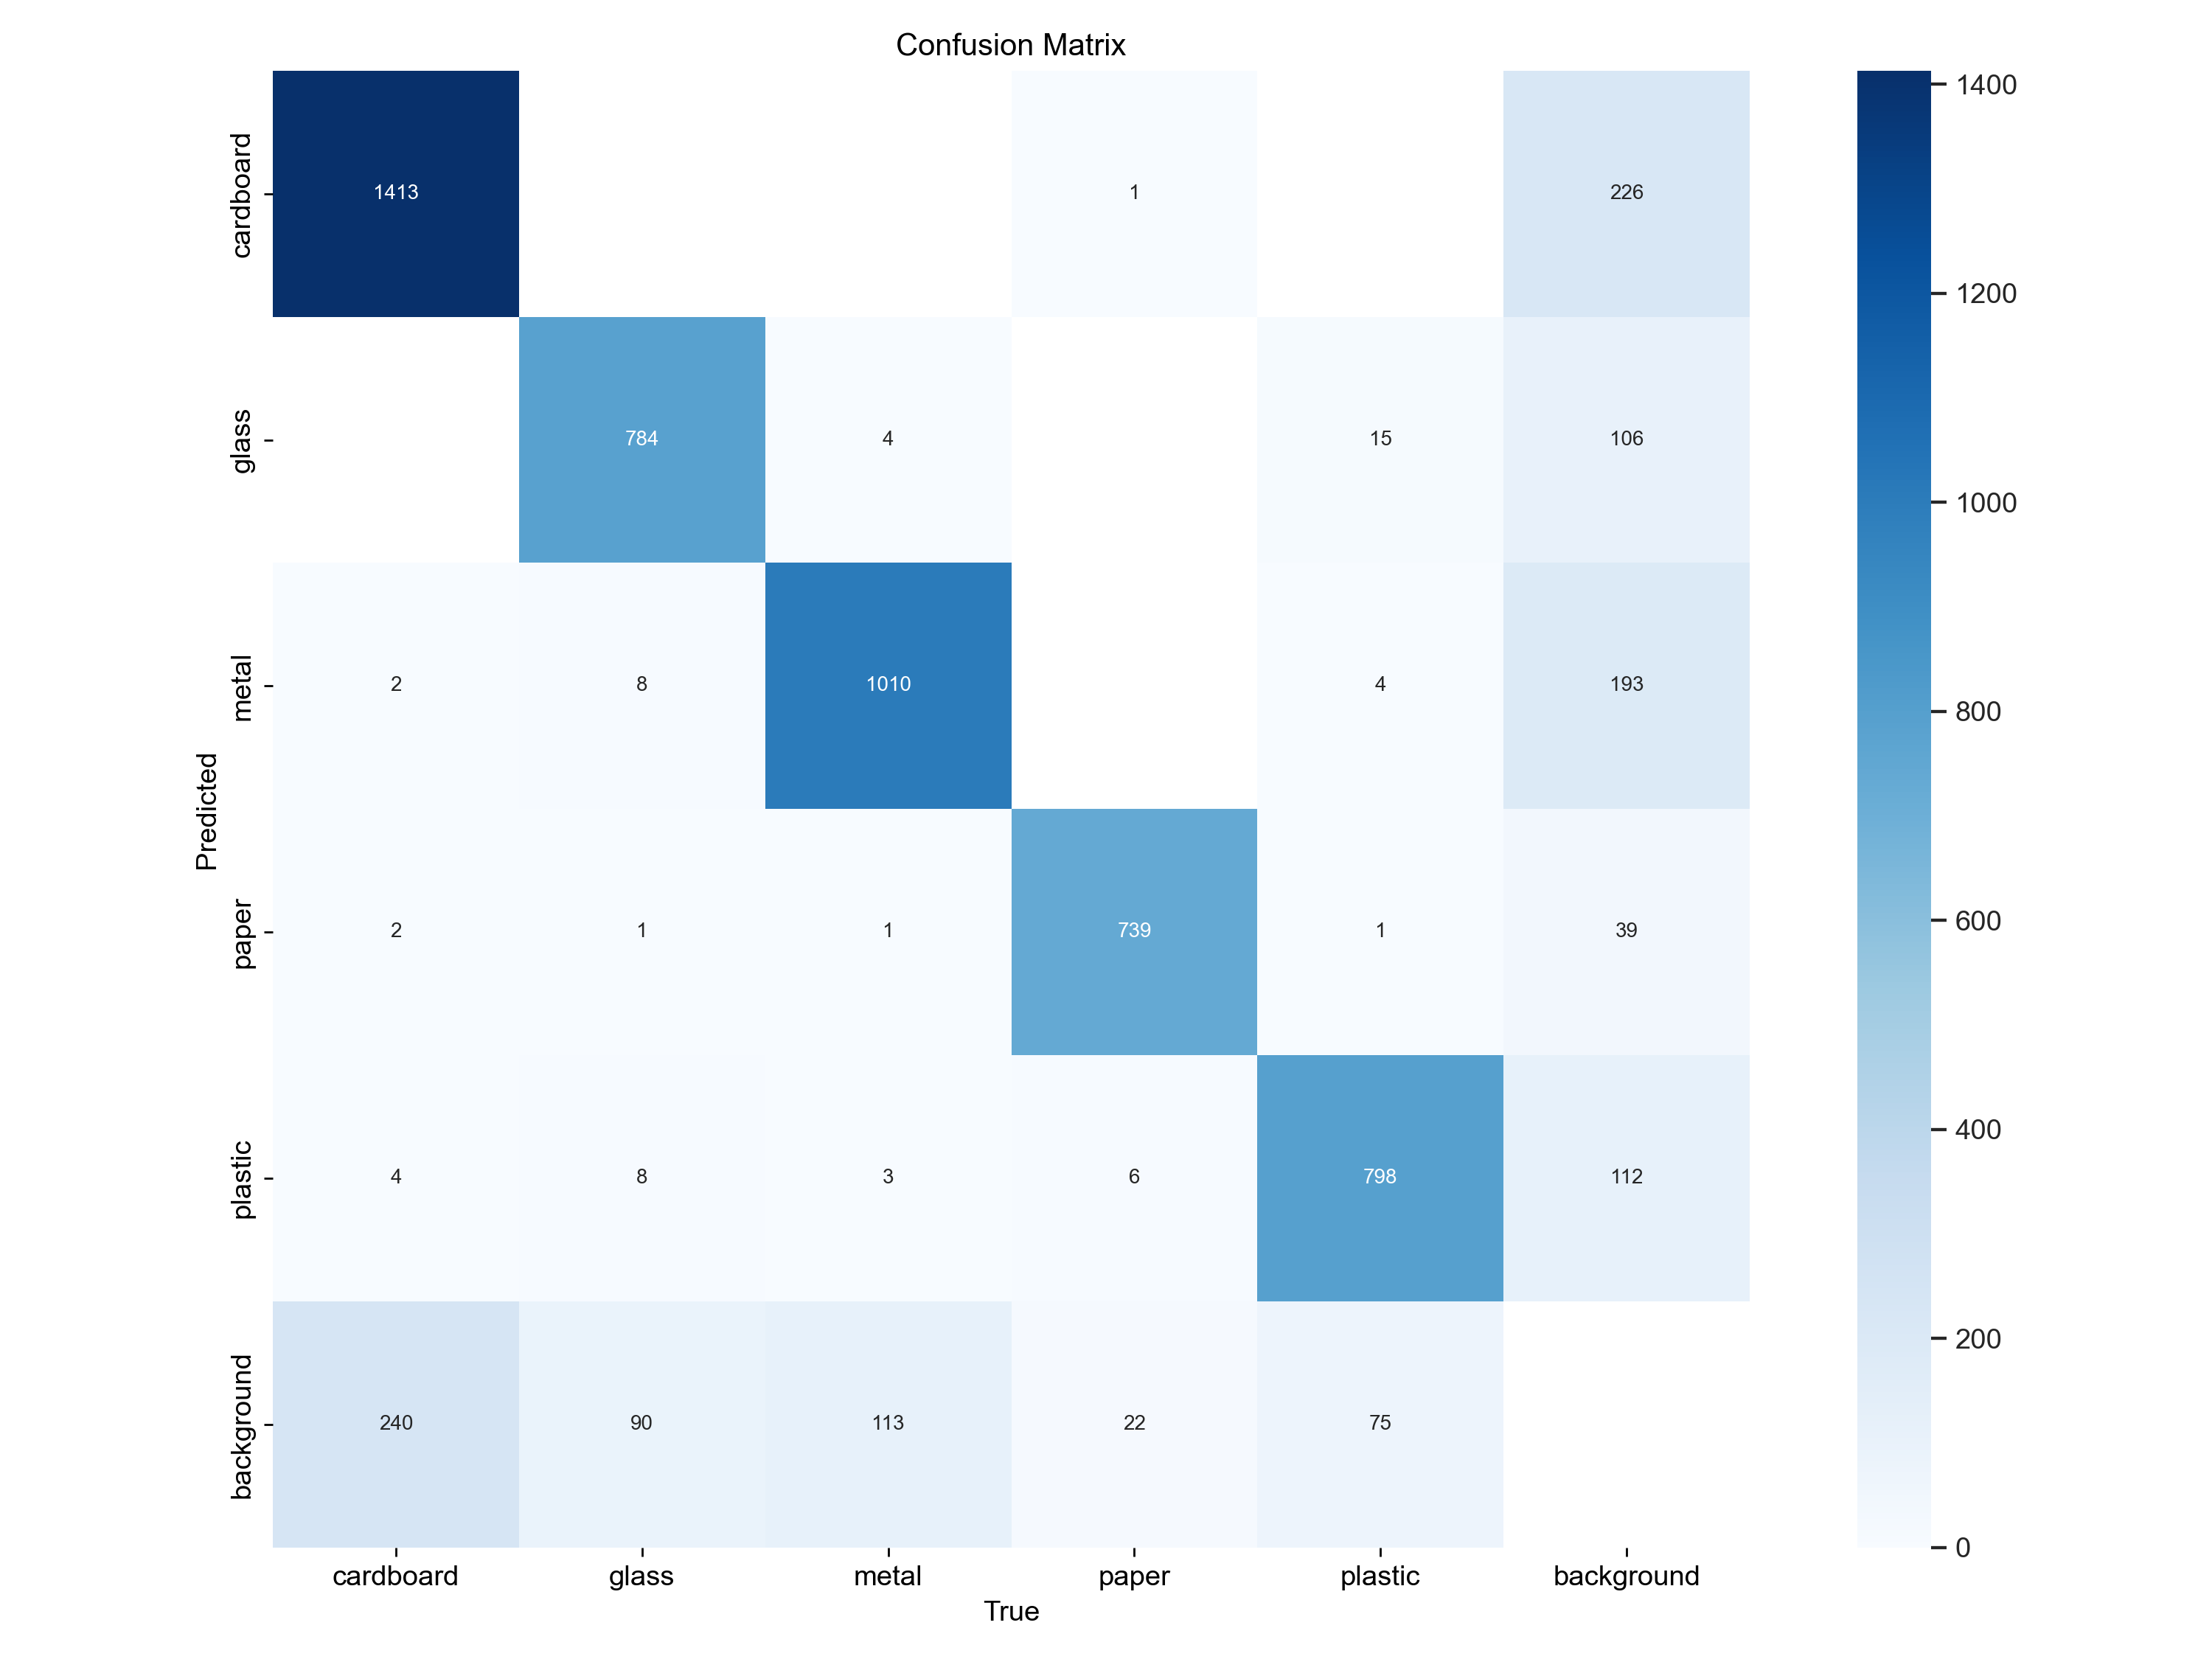 Confusion Matrix
cardboard
1413
1
226
glass
784
4
15
106
metal
2
8
1010
4
193
paper
2
1
1
739
1
39
plastic
4
8
3
6
798
112
background
240
90
113
22
75
Predicted
cardboard
glass
metal
paper
plastic
background
True
1400
1200
1000
800
600
400
200
0